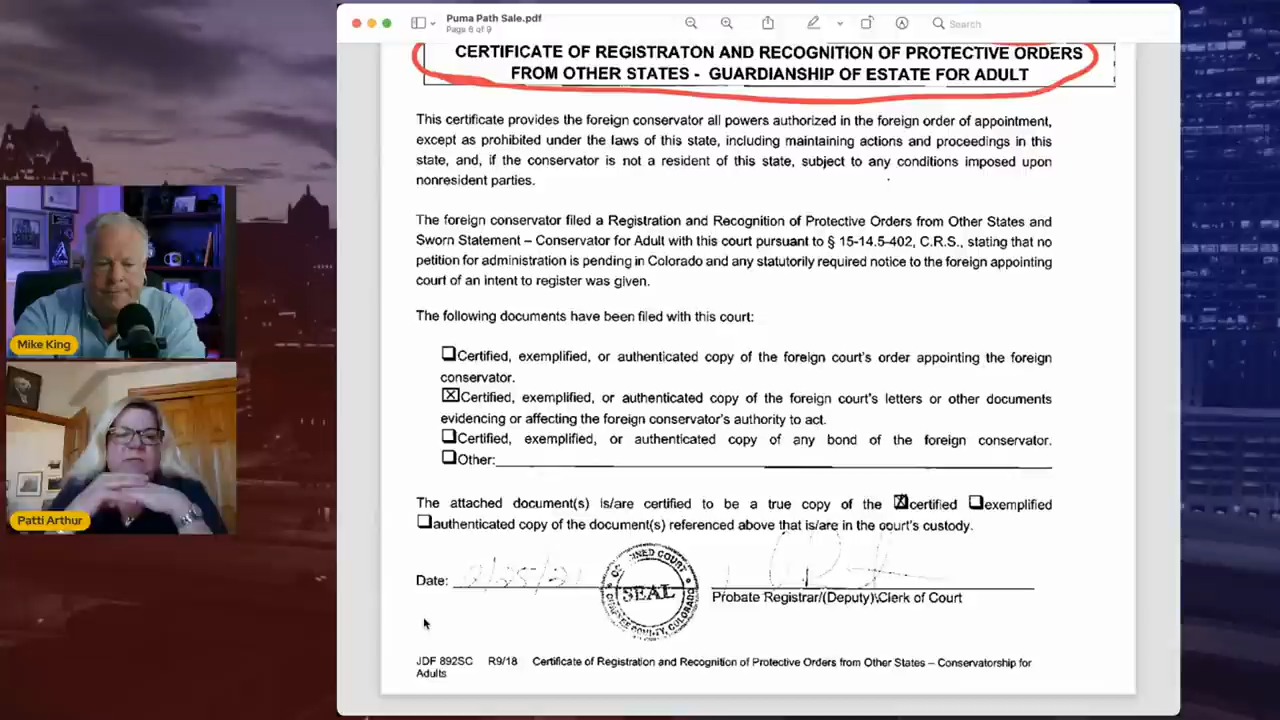 Puma Path Sale.pdf
Page 6 of 9
Search
CERTIFICATE OF REGISTRATON AND RECOGNITION OF PROTECTIVE ORDERS
FROM OTHER STATES - GUARDIANSHIP OF ESTATE FOR ADULT
This certificate provides the foreign conservator all powers authorized in the foreign order of appointment,
except as prohibited under the laws of this state, including maintaining actions and proceedings in this
state, and, if the conservator is not a resident of this state, subject to any conditions imposed upon
nonresident parties.
The foreign conservator filed a Registration and Recognition of Protective Orders from Other States and
Sworn Statement – Conservator for Adult with this court pursuant to § 15-14.5-402, C.R.S., stating that no
petition for administration is pending in Colorado and any statutorily required notice to the foreign appointing
court of an intent to register was given.
The following documents have been filed with this court:
Certified, exemplified, or authenticated copy of the foreign court's order appointing the foreign
conservator.
Certified, exemplified, or authenticated copy of the foreign court's letters or other documents
evidencing or affecting the foreign conservator's authority to act.
Certified, exemplified, or authenticated copy of any bond of the foreign conservator.
Other:
The attached document(s) is/are certified to be a true copy of the certified exemplified
authenticated copy of the document(s) referenced above that is/are in the court's custody.
Date:
SEAL
COUNTY, COLORADO
Probate Registrar/(Deputy)\Clerk of Court
JDF 892SC R9/18 Certificate of Registration and Recognition of Protective Orders from Other States – Conservatorship for
Adults
Mike King
Patti Arthur